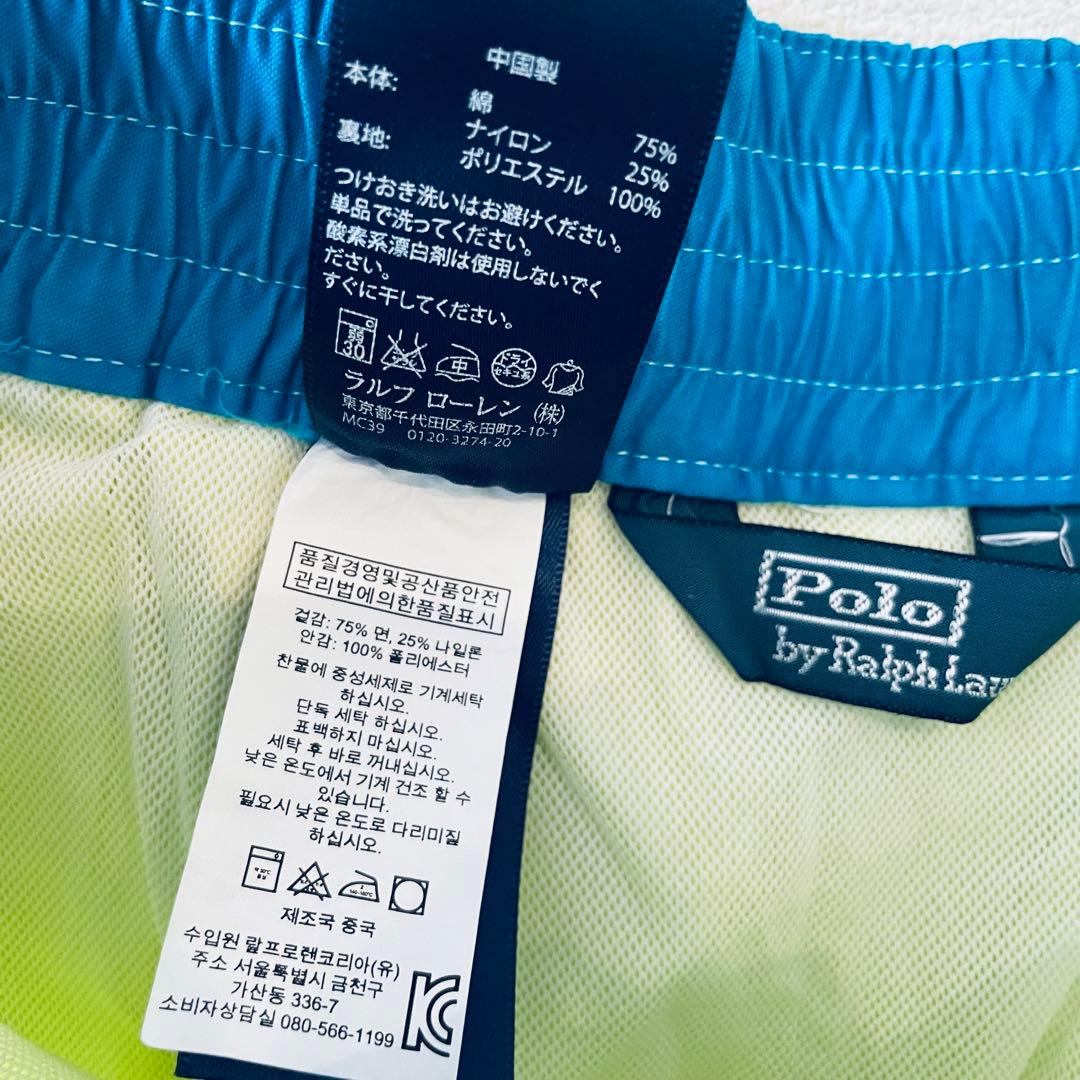 中国製
本体: 綿 75%
ナイロン 25%
裏地: ポリエステル 100%
つけおき洗いはお避けください。
単品で洗ってください。
酸素系漂白剤は使用しないでく
ださい。
すぐに干してください。
弱
30
中
ドライ
セキユ系
ラルフ ローレン (株)
東京都千代田区永田町2-10-1
MC39 0120-3274-20
품질경영및공산품안전
관리법에의한품질표시
겉감: 75% 면, 25% 나일론
안감: 100% 폴리에스터
찬물에 중성세제로 기계세탁
하십시오.
단독 세탁 하십시오.
표백하지 마십시오.
세탁 후 바로 꺼내십시오.
낮은 온도에서 기계 건조 할 수
있습니다.
필요시 낮은 온도로 다리미질
하십시오.
제조국 중국
수입원 랄프로렌코리아(유)
주소 서울특별시 금천구
가산동 336-7
소비자상담실 080-566-1199
KC
Polo
by Ralph Lau